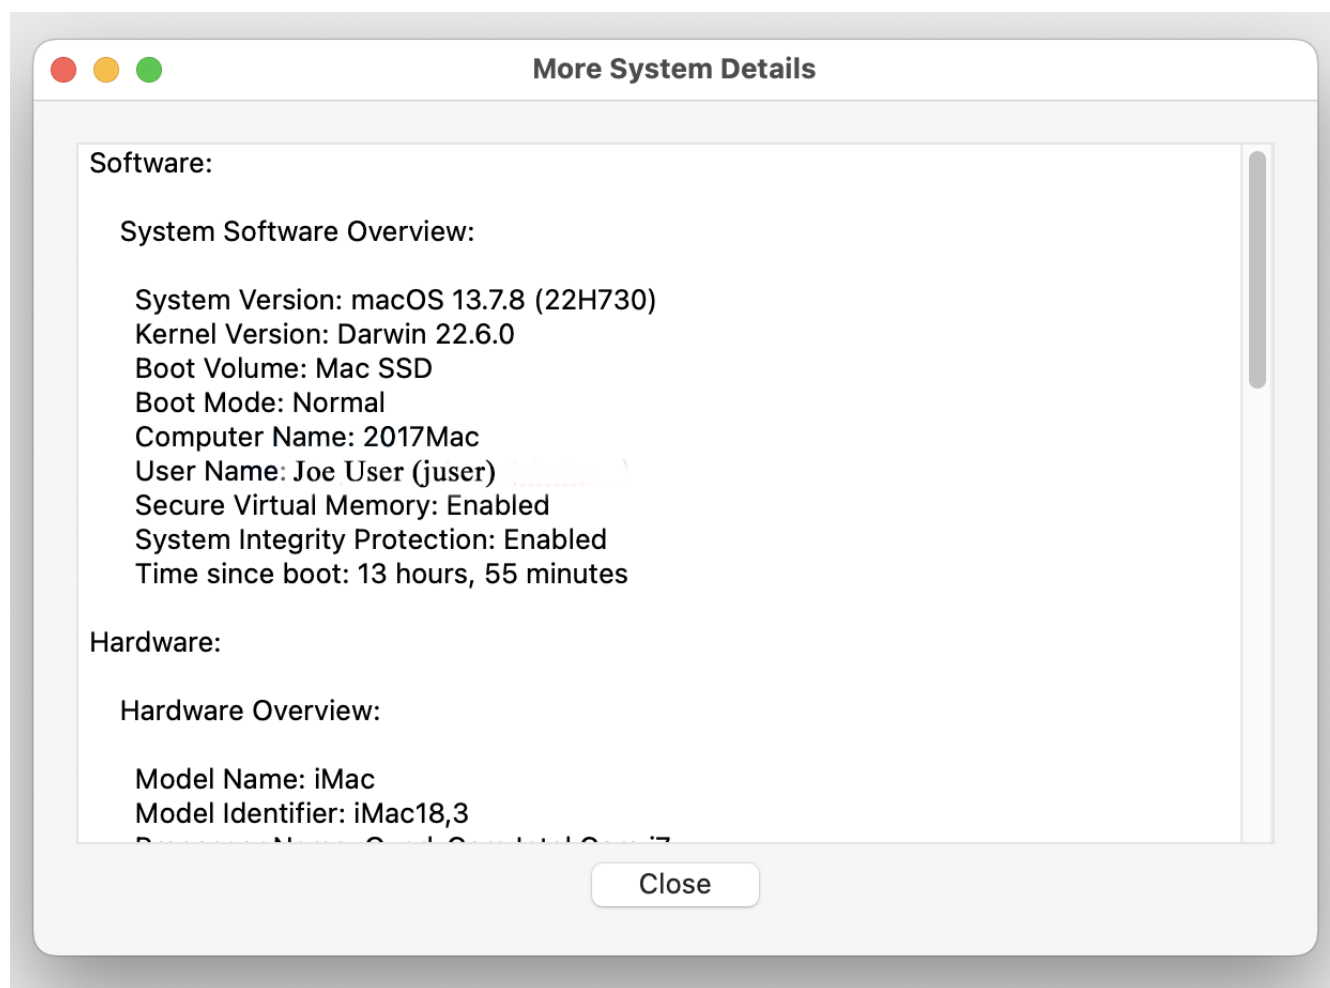 More System Details
Software:
System Software Overview:
System Version: macOS 13.7.8 (22H730)
Kernel Version: Darwin 22.6.0
Boot Volume: Mac SSD
Boot Mode: Normal
Computer Name: 2017Mac
User Name: Joe User (juser)
Secure Virtual Memory: Enabled
System Integrity Protection: Enabled
Time since boot: 13 hours, 55 minutes
Hardware:
Hardware Overview:
Model Name: iMac
Model Identifier: iMac18,3
Close